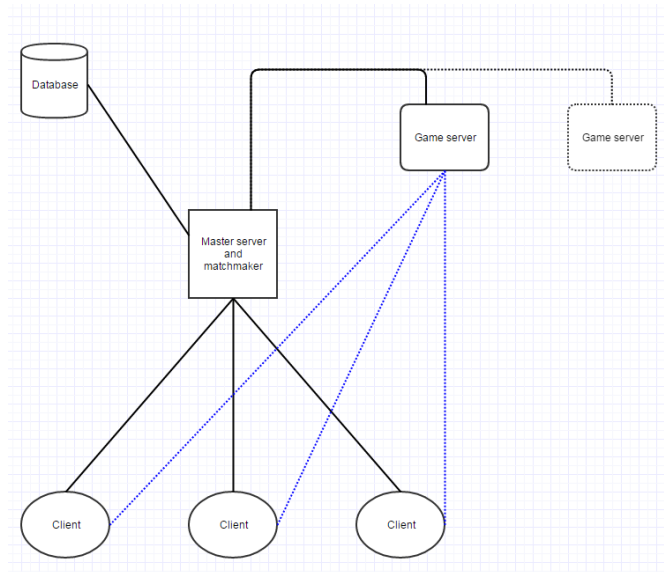 Database
Game server
Game server
Master server
and
matchmaker
Client
Client
Client